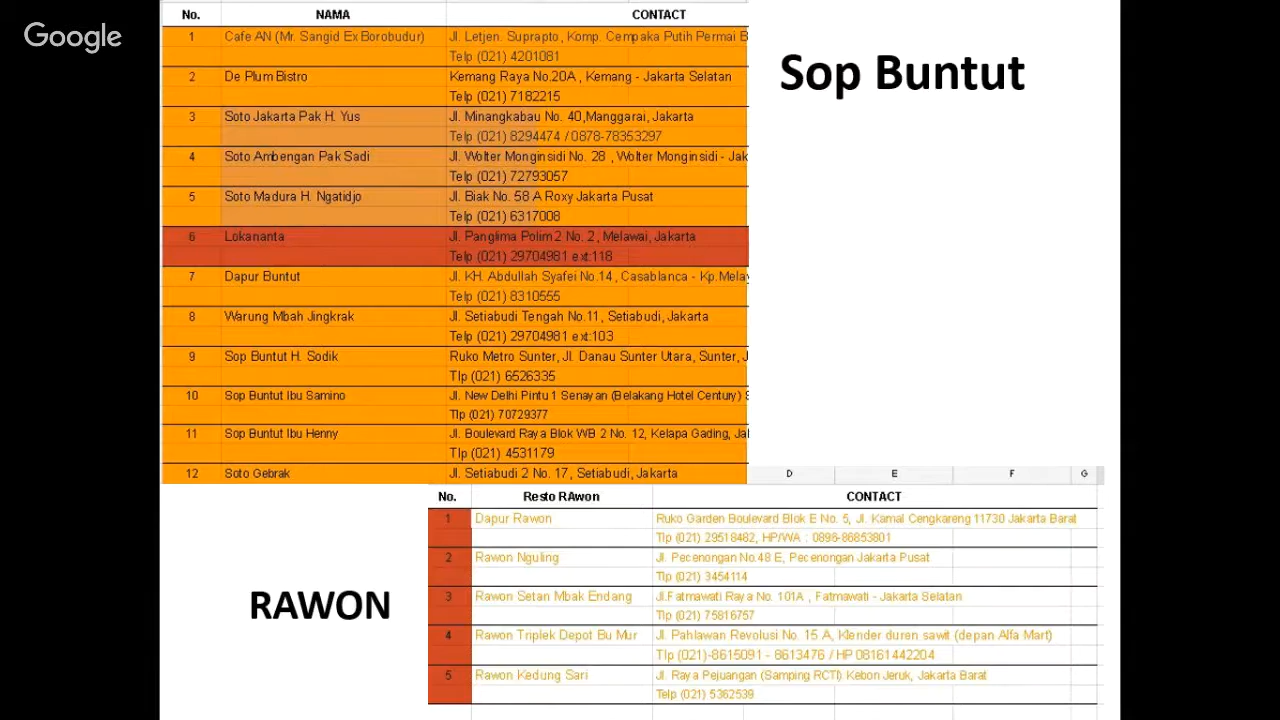 Google
No. NAMA CONTACT
1 Cafe AN (Mr. Sangid Ex Borobudur) Jl. Letjen. Suprapto, Komp. Cempaka Putih Permai B
Telp (021) 4201081
2 De Plum Bistro Kemang Raya No.20A , Kemang - Jakarta Selatan
Telp (021) 7182215
3 Soto Jakarta Pak H. Yus Jl. Minangkabau No. 40,Manggarai, Jakarta
Telp (021) 8294474 / 0878-78353297
4 Soto Ambengan Pak Sadi Jl. Wolter Monginsidi No. 28 , Wolter Monginsidi - Jak
Telp (021) 72793057
5 Soto Madura H. Ngatidjo Jl. Biak No. 58 A Roxy Jakarta Pusat
Telp (021) 6317008
6 Lokananta Jl. Panglima Polim 2 No. 2, Melawai, Jakarta
Telp (021) 29704981 ext:118
7 Dapur Buntut Jl. KH. Abdullah Syafei No.14, Casablanca - Kp.Melay
Telp (021) 8310555
8 Warung Mbah Jingkrak Jl. Setiabudi Tengah No.11, Setiabudi, Jakarta
Telp (021) 29704981 ext:103
9 Sop Buntut H. Sodik Ruko Metro Sunter, Jl. Danau Sunter Utara, Sunter, J
Tlp (021) 6526335
10 Sop Buntut Ibu Samino Jl. New Delhi Pintu 1 Senayan (Belakang Hotel Century) S
Tlp (021) 70729377
11 Sop Buntut Ibu Henny Jl. Boulevard Raya Blok WB 2 No. 12, Kelapa Gading, Jal
Tlp (021) 4531179
12 Soto Gebrak Jl. Setiabudi 2 No. 17, Setiabudi, Jakarta
Sop Buntut
D E F G
No. Resto RAwon CONTACT
1 Dapur Rawon Ruko Garden Boulevard Blok E No. 5, Jl. Kamal Cengkareng 11730 Jakarta Barat
Tlp (021) 29518482, HP/WA : 0896-86853801
2 Rawon Nguling Jl. Pecenongan No.48 E, Pecenongan Jakarta Pusat
Tlp (021) 3454114
3 Rawon Setan Mbak Endang Jl.Fatmawati Raya No. 101A , Fatmawati - Jakarta Selatan
Tlp (021) 75816757
4 Rawon Triplek Depot Bu Mur Jl. Pahlawan Revolusi No. 15 A, Klender duren sawit (depan Alfa Mart)
Tlp (021)-8615091 - 8613476 / HP 08161442204
5 Rawon Kedung Sari Jl. Raya Pejuangan (Samping RCTI) Kebon Jeruk, Jakarta Barat
Telp (021) 5362539
RAWON